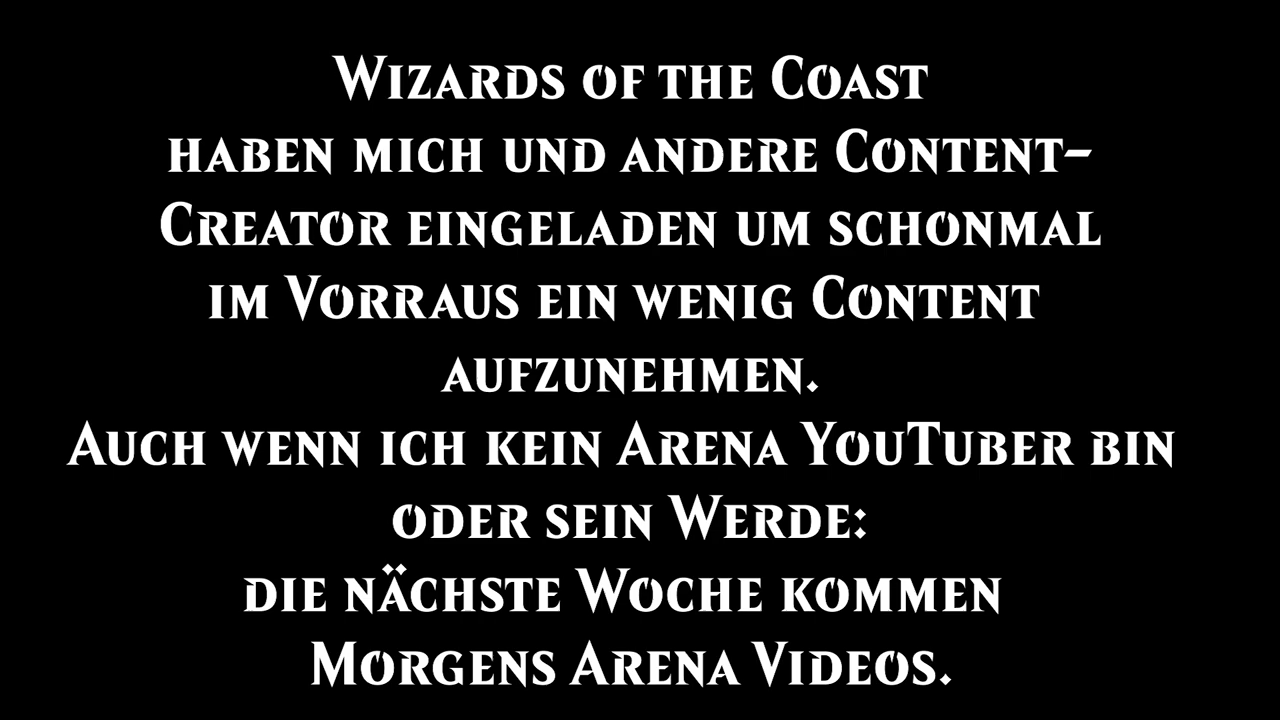 Wizards of the Coast
haben mich und andere Content-
Creator eingeladen um schonmal
im Vorraus ein wenig Content
aufzunehmen.
Auch wenn ich kein Arena YouTuber bin
oder sein Werde:
die nächste Woche kommen
Morgens Arena Videos.